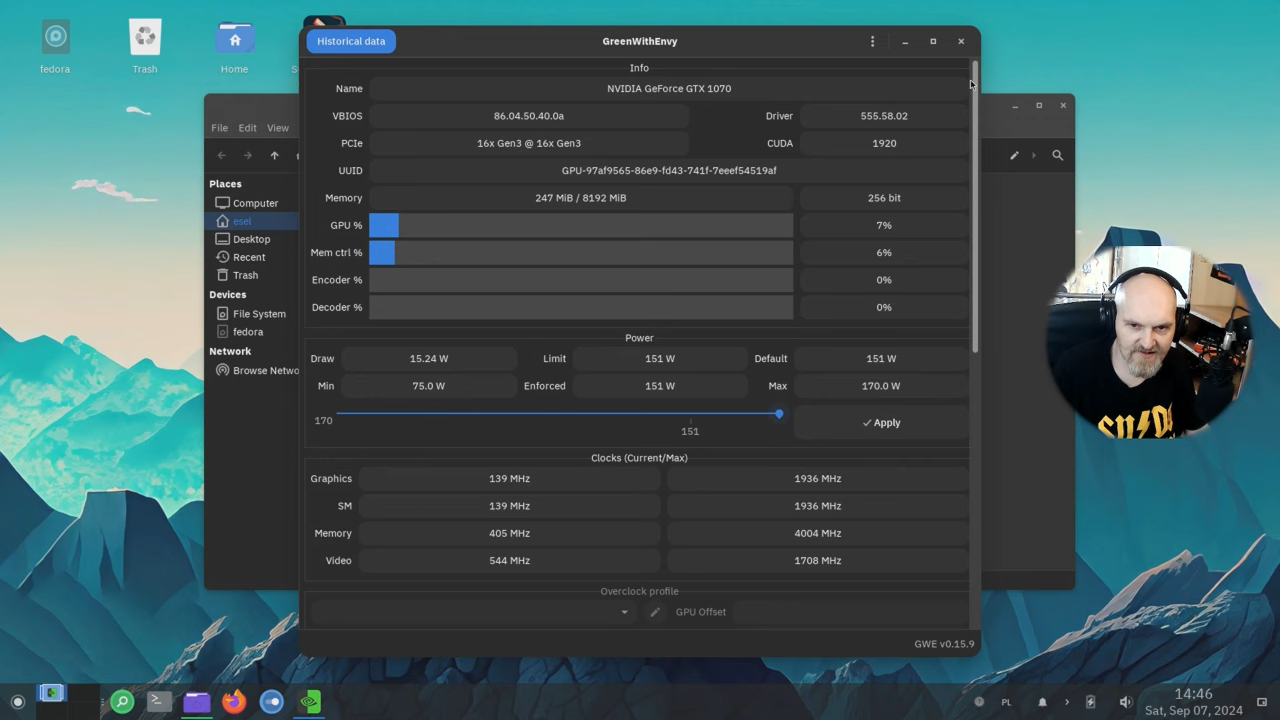 fedora
Trash
Home
S
Historical data
GreenWithEnvy
Info
Name NVIDIA GeForce GTX 1070
VBIOS 86.04.50.40.0a Driver 555.58.02
PCIe 16x Gen3 @ 16x Gen3 CUDA 1920
UUID GPU-97af9565-86e9-fd43-741f-7eeef54519af
Memory 247 MiB / 8192 MiB 256 bit
GPU % 7%
Mem ctrl % 6%
Encoder % 0%
Decoder % 0%
Power
Draw 15.24 W Limit 151 W Default 151 W
Min 75.0 W Enforced 151 W Max 170.0 W
170
151
Apply
Clocks (Current/Max)
Graphics 139 MHz 1936 MHz
SM 139 MHz 1936 MHz
Memory 405 MHz 4004 MHz
Video 544 MHz 1708 MHz
Overclock profile
GPU Offset
GWE v0.15.9
File Edit View
Places
Computer
esel
Desktop
Recent
Trash
Devices
File System
fedora
Network
Browse Netwo
PL
14:46
Sat, Sep 07, 2024